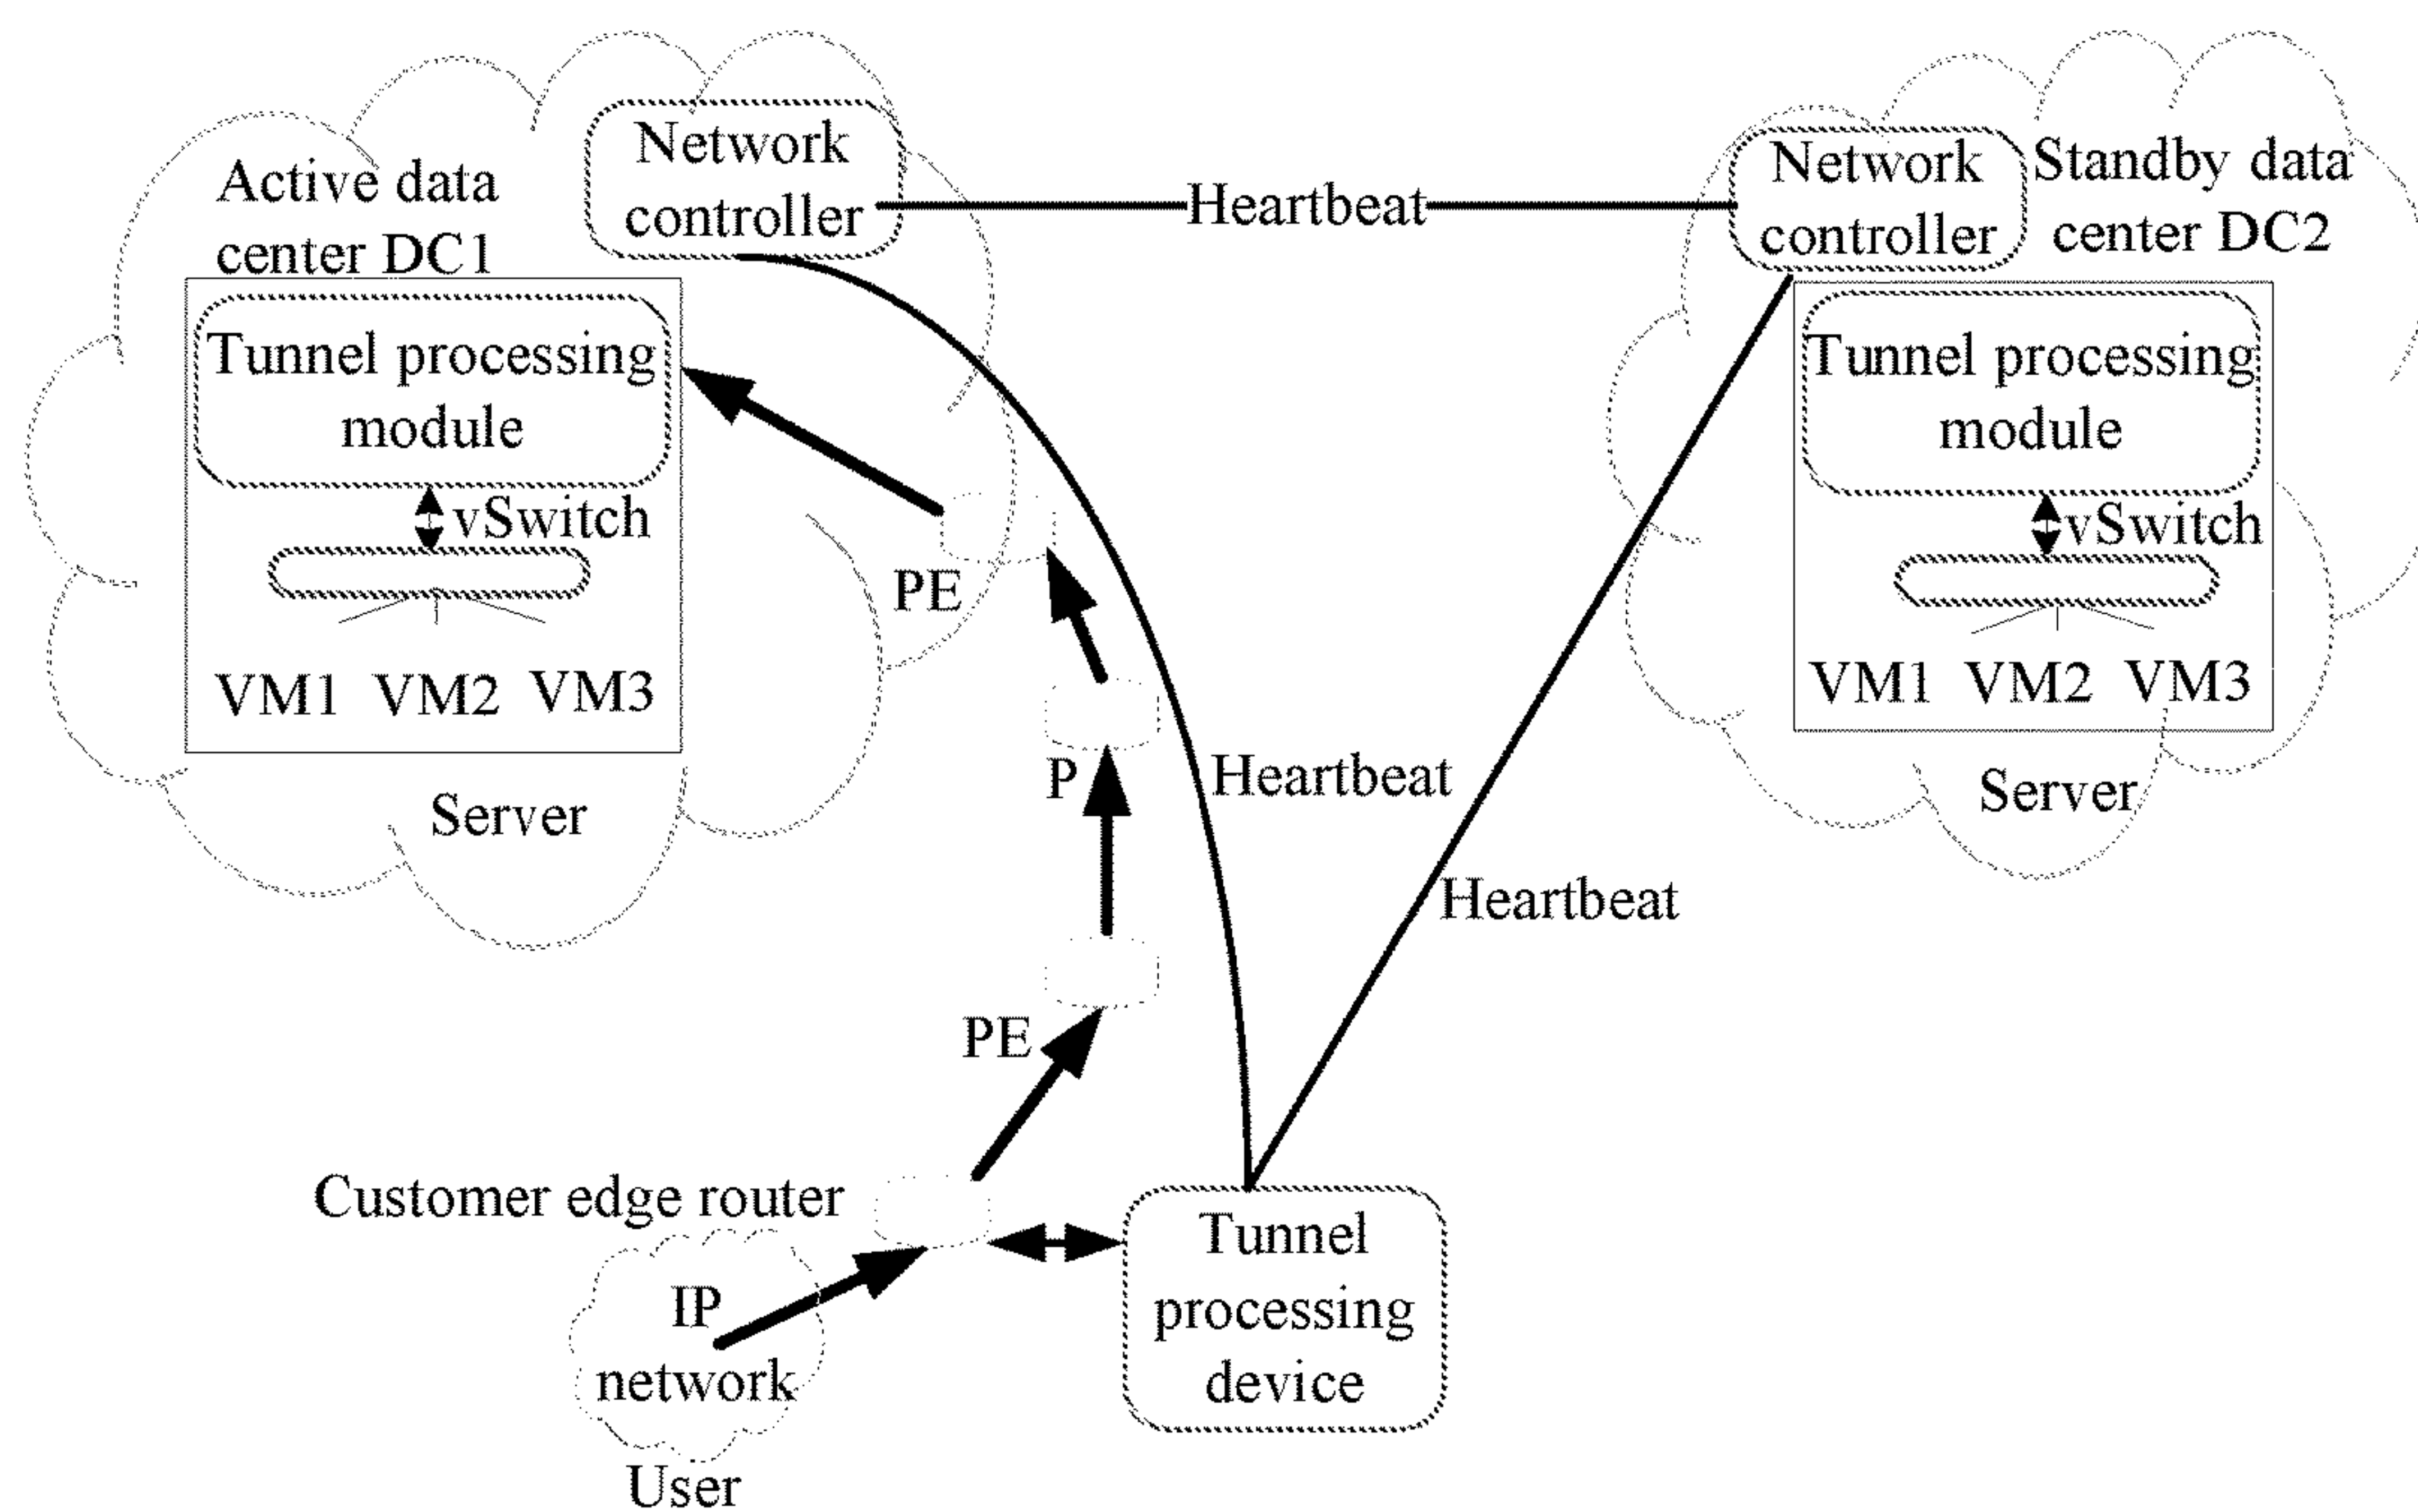 Active data
center DC1
Network
controller
Heartbeat
Network
controller
Standby data
center DC2
Tunnel processing
module
vSwitch
VM1 VM2 VM3
Server
Tunnel processing
module
vSwitch
VM1 VM2 VM3
Server
PE
P
Heartbeat
Heartbeat
PE
Customer edge router
IP
network
User
Tunnel
processing
device